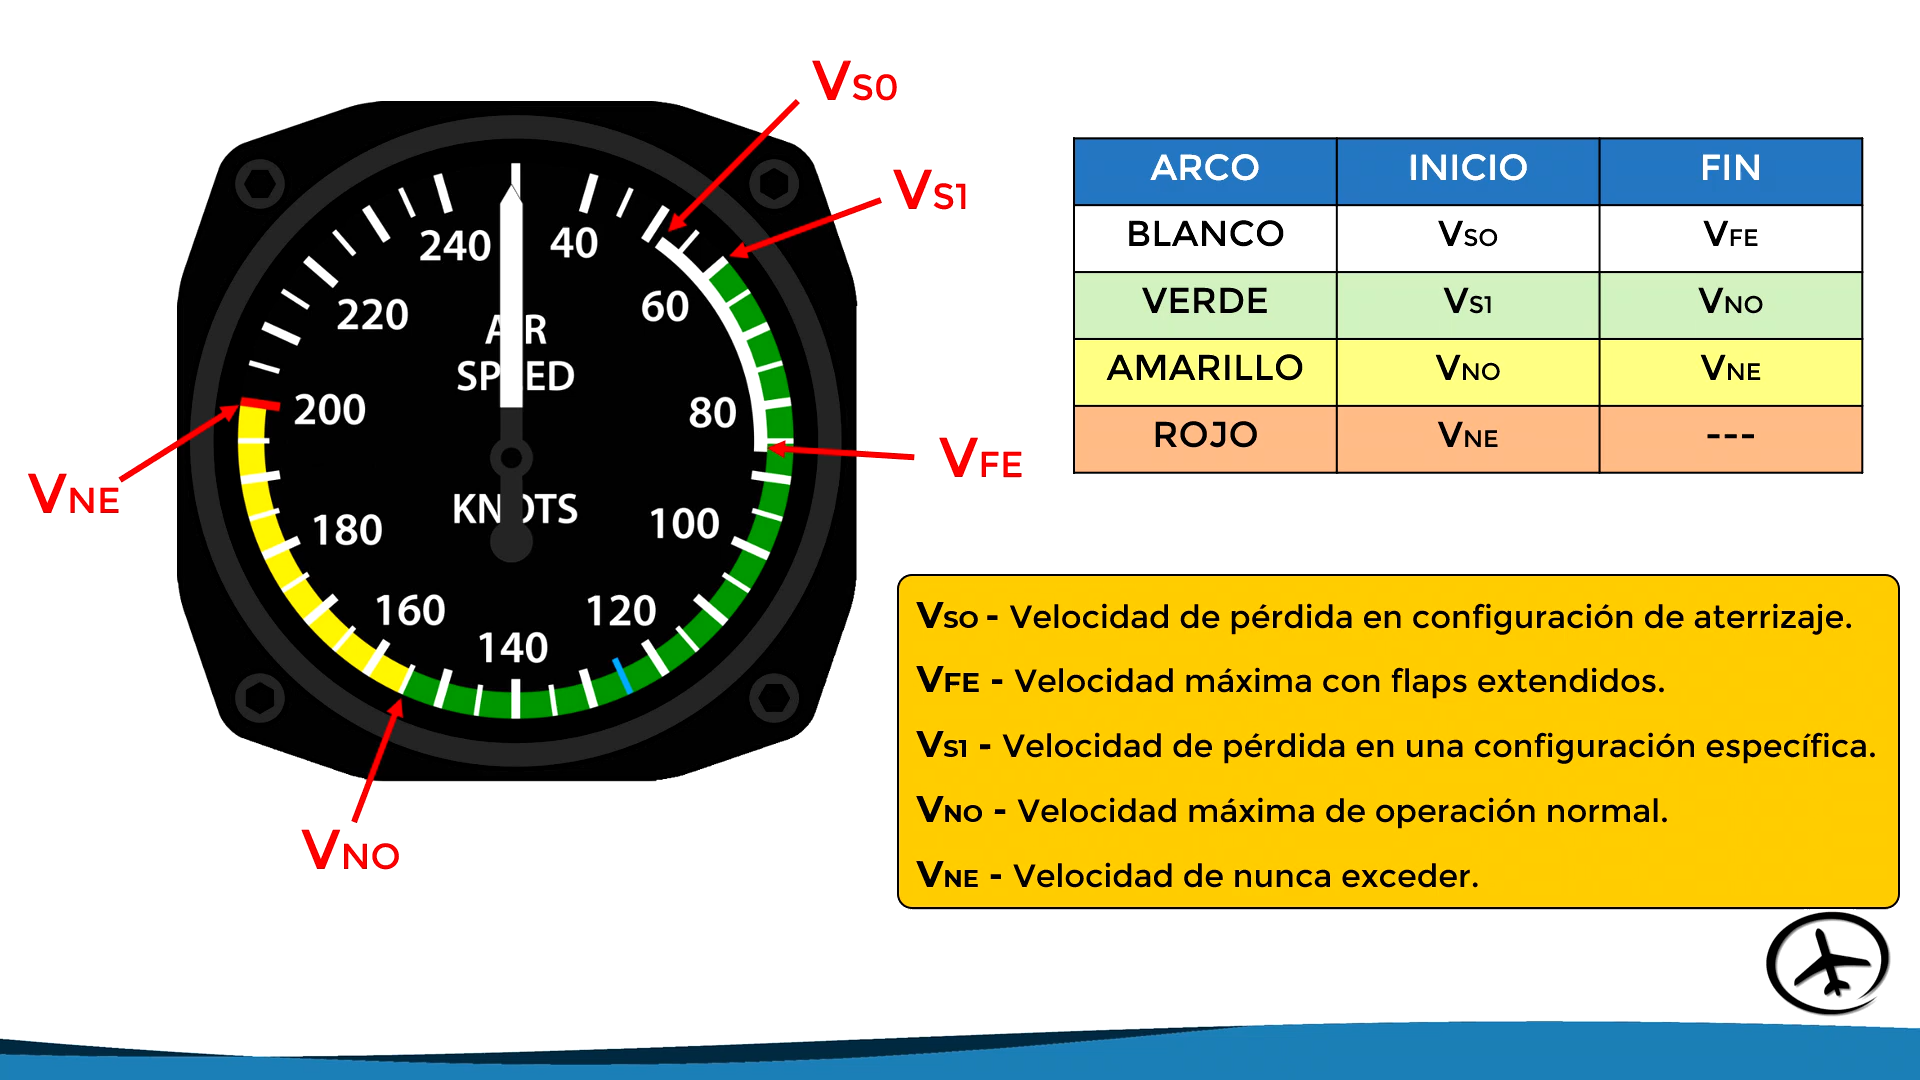 VS0
VS1
VFE
VNE
VNO
240
40
220
60
AIR
SPEED
200
80
KNOTS
180
100
160
120
140
ARCO INICIO FIN
BLANCO VSO VFE
VERDE VS1 VNO
AMARILLO VNO VNE
ROJO VNE ---
VSO - Velocidad de pérdida en configuración de aterrizaje.
VFE - Velocidad máxima con flaps extendidos.
VS1 - Velocidad de pérdida en una configuración específica.
VNO - Velocidad máxima de operación normal.
VNE - Velocidad de nunca exceder.